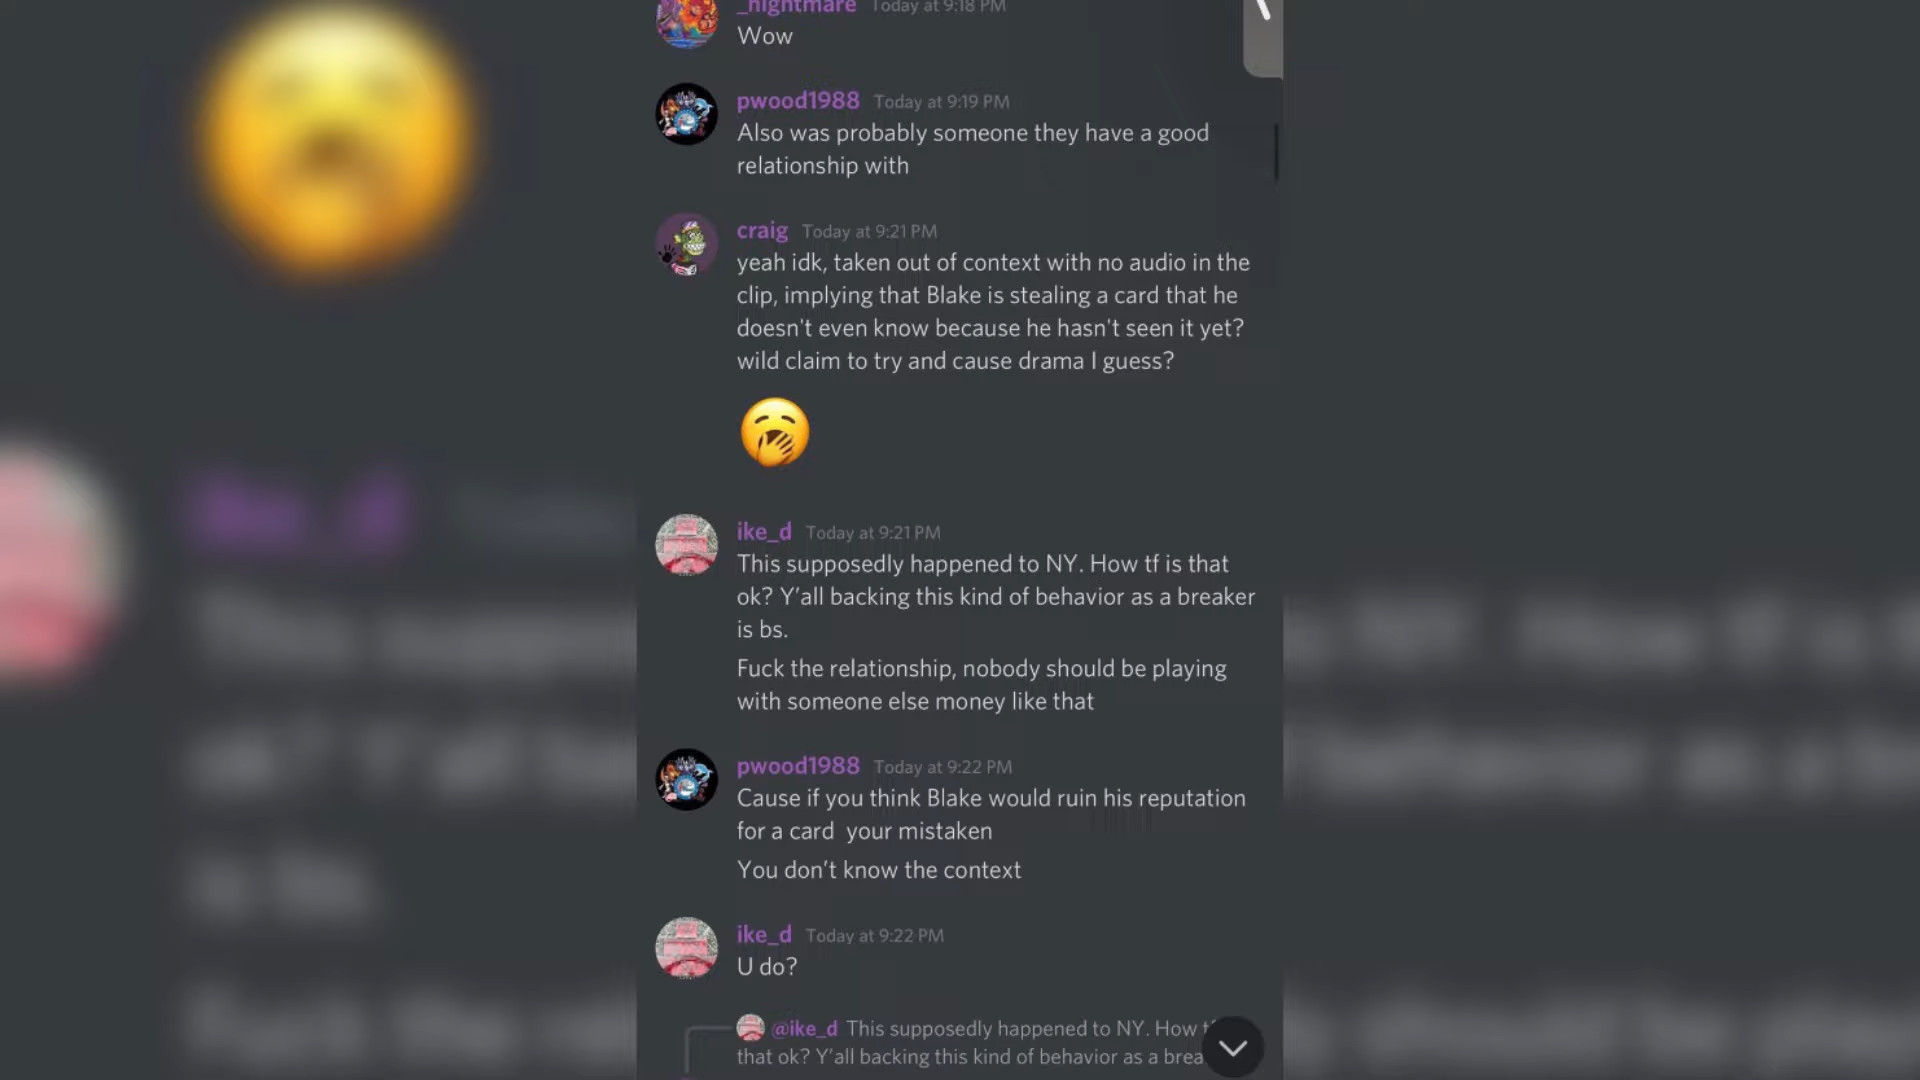 _nightmare Today at 9:18 PM
Wow
pwood1988 Today at 9:19 PM
Also was probably someone they have a good
relationship with
craig Today at 9:21 PM
yeah idk, taken out of context with no audio in the
clip, implying that Blake is stealing a card that he
doesn't even know because he hasn't seen it yet?
wild claim to try and cause drama I guess?
ike_d Today at 9:21 PM
This supposedly happened to NY. How tf is that
ok? Y’all backing this kind of behavior as a breaker
is bs.
Fuck the relationship, nobody should be playing
with someone else money like that
pwood1988 Today at 9:22 PM
Cause if you think Blake would ruin his reputation
for a card  your mistaken
You don’t know the context
ike_d Today at 9:22 PM
U do?
@ike_d This supposedly happened to NY. How
that ok? Y’all backing this kind of behavior as a brea